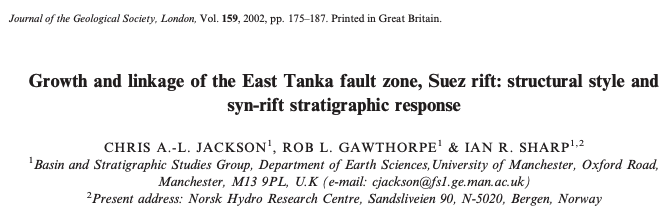 Journal of the Geological Society, London, Vol. 159, 2002, pp. 175–187. Printed in Great Britain.
Growth and linkage of the East Tanka fault zone, Suez rift: structural style and
syn-rift stratigraphic response
CHRIS A.-L. JACKSON1, ROB L. GAWTHORPE1 & IAN R. SHARP1,2
1Basin and Stratigraphic Studies Group, Department of Earth Sciences,University of Manchester, Oxford Road,
Manchester, M13 9PL, U.K (e-mail: cjackson@fs1.ge.man.ac.uk)
2Present address: Norsk Hydro Research Centre, Sandsliveien 90, N-5020, Bergen, Norway